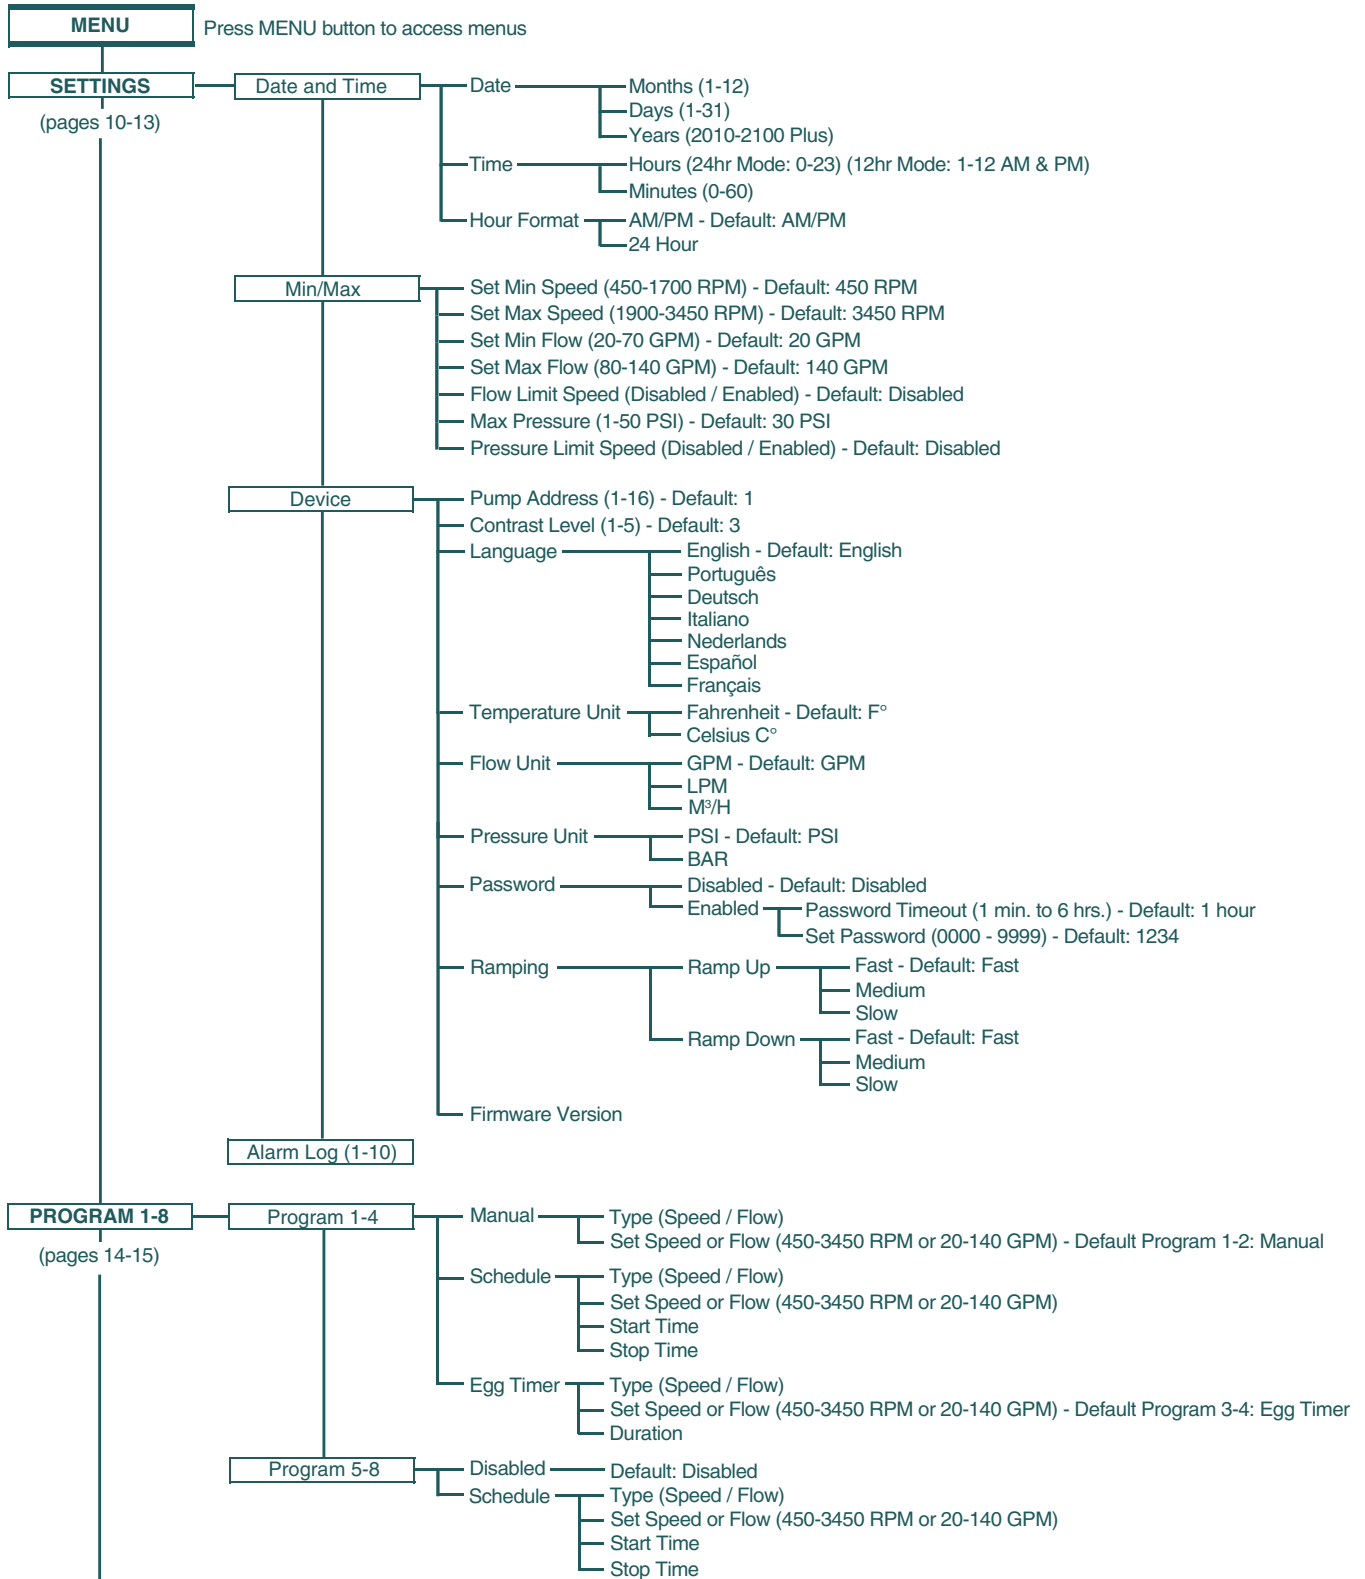 MENU Press MENU button to access menus
SETTINGS Date and Time Date Months (1-12)
(pages 10-13) Days (1-31)
Years (2010-2100 Plus)
Time Hours (24hr Mode: 0-23) (12hr Mode: 1-12 AM & PM)
Minutes (0-60)
Hour Format AM/PM - Default: AM/PM
24 Hour
Min/Max Set Min Speed (450-1700 RPM) - Default: 450 RPM
Set Max Speed (1900-3450 RPM) - Default: 3450 RPM
Set Min Flow (20-70 GPM) - Default: 20 GPM
Set Max Flow (80-140 GPM) - Default: 140 GPM
Flow Limit Speed (Disabled / Enabled) - Default: Disabled
Max Pressure (1-50 PSI) - Default: 30 PSI
Pressure Limit Speed (Disabled / Enabled) - Default: Disabled
Device Pump Address (1-16) - Default: 1
Contrast Level (1-5) - Default: 3
Language English - Default: English
Português
Deutsch
Italiano
Nederlands
Español
Français
Temperature Unit Fahrenheit - Default: F°
Celsius C°
Flow Unit GPM - Default: GPM
LPM
M³/H
Pressure Unit PSI - Default: PSI
BAR
Password Disabled - Default: Disabled
Enabled Password Timeout (1 min. to 6 hrs.) - Default: 1 hour
Set Password (0000 - 9999) - Default: 1234
Ramping Ramp Up Fast - Default: Fast
Medium
Slow
Ramp Down Fast - Default: Fast
Medium
Slow
Firmware Version
Alarm Log (1-10)
PROGRAM 1-8 Program 1-4 Manual Type (Speed / Flow)
(pages 14-15) Set Speed or Flow (450-3450 RPM or 20-140 GPM) - Default Program 1-2: Manual
Schedule Type (Speed / Flow)
Set Speed or Flow (450-3450 RPM or 20-140 GPM)
Start Time
Stop Time
Egg Timer Type (Speed / Flow)
Set Speed or Flow (450-3450 RPM or 20-140 GPM) - Default Program 3-4: Egg Timer
Duration
Program 5-8 Disabled Default: Disabled
Schedule Type (Speed / Flow)
Set Speed or Flow (450-3450 RPM or 20-140 GPM)
Start Time
Stop Time